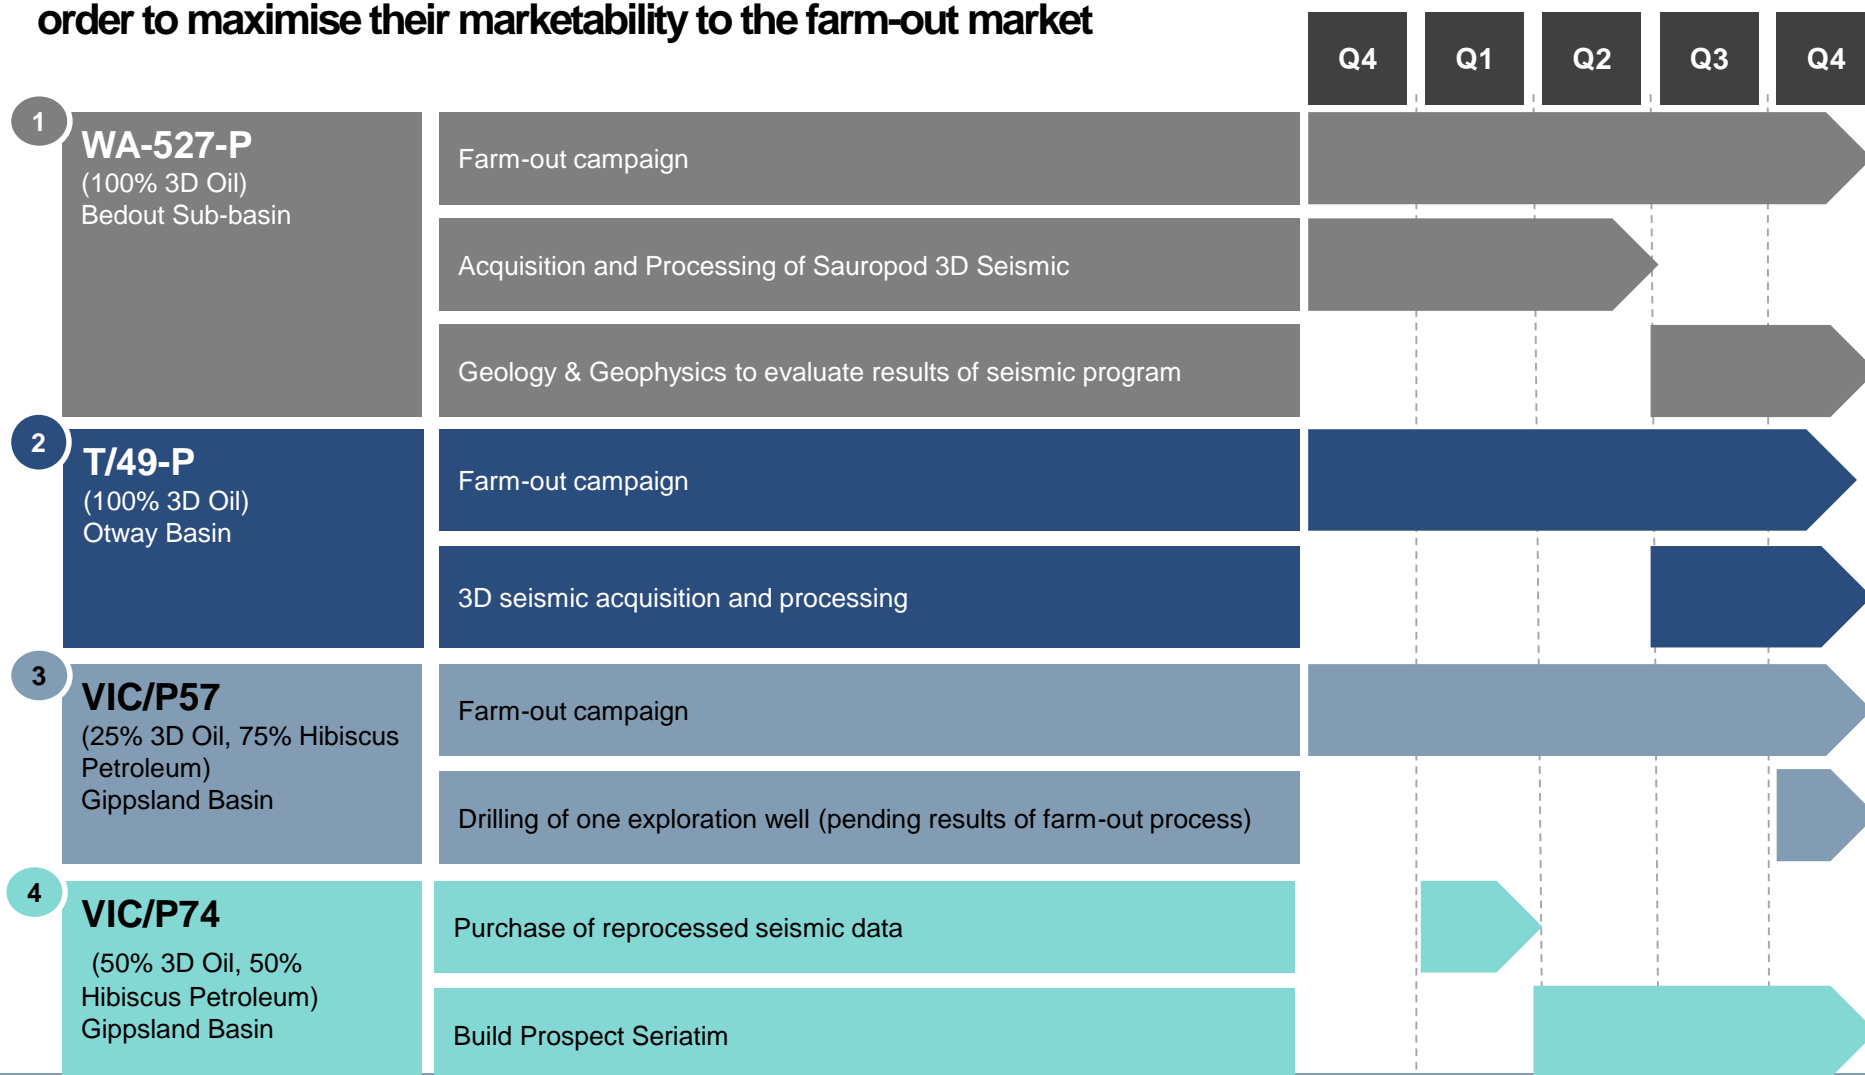 order to maximise their marketability to the farm-out market
Q4 Q1 Q2 Q3 Q4
1
WA-527-P
(100% 3D Oil)
Bedout Sub-basin
Farm-out campaign
Acquisition and Processing of Sauropod 3D Seismic
Geology & Geophysics to evaluate results of seismic program
2
T/49-P
(100% 3D Oil)
Otway Basin
Farm-out campaign
3D seismic acquisition and processing
3
VIC/P57
(25% 3D Oil, 75% Hibiscus
Petroleum)
Gippsland Basin
Farm-out campaign
Drilling of one exploration well (pending results of farm-out process)
4
VIC/P74
(50% 3D Oil, 50%
Hibiscus Petroleum)
Gippsland Basin
Purchase of reprocessed seismic data
Build Prospect Seriatim